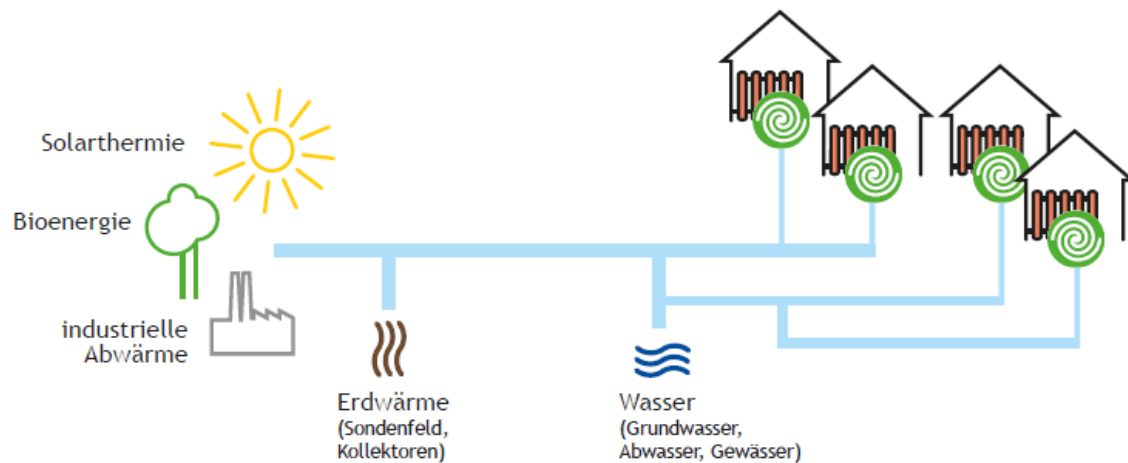 Solarthermie
Bioenergie
industrielle
Abwärme
Erdwärme
(Sondenfeld,
Kollektoren)
Wasser
(Grundwasser,
Abwasser, Gewässer)